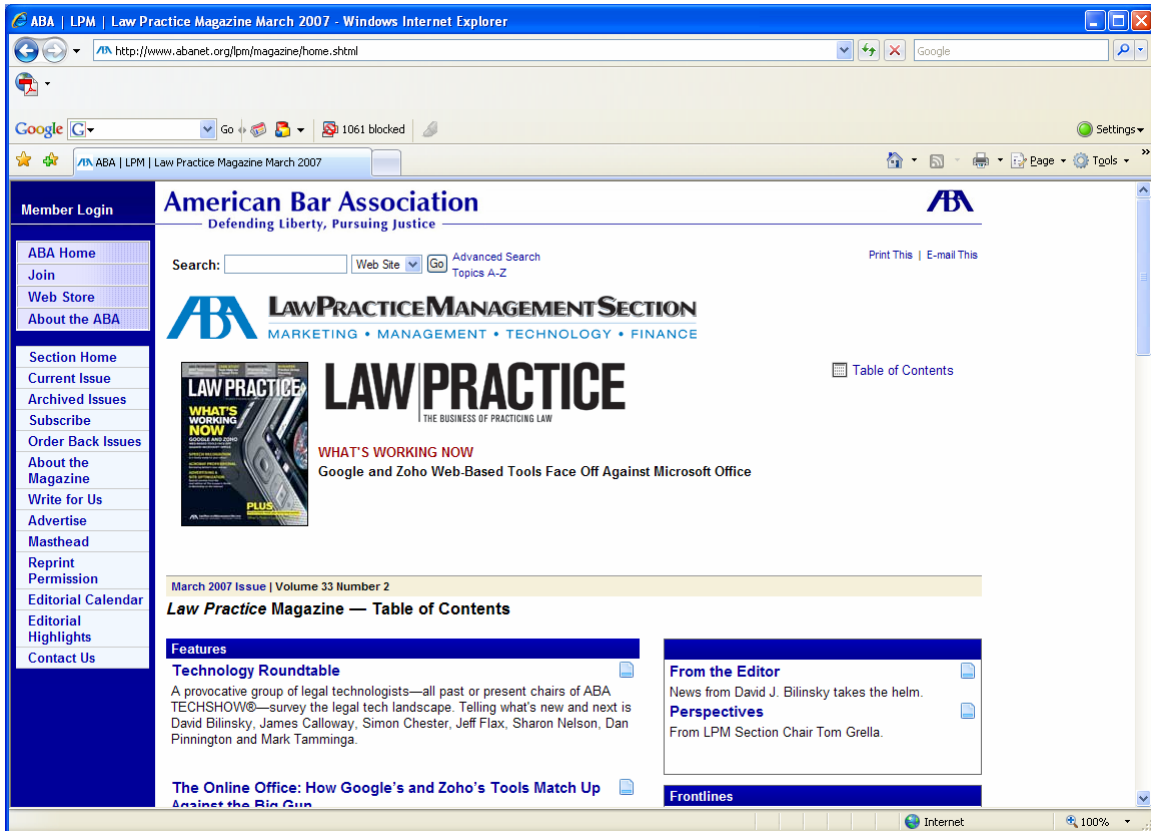 ABA | LPM | Law Practice Magazine March 2007 - Windows Internet Explorer
http://www.abanet.org/lpm/magazine/home.shtml
Google
Google G Go 1061 blocked Settings
ABA | LPM | Law Practice Magazine March 2007
Page Tools
Member Login
ABA Home
Join
Web Store
About the ABA
Section Home
Current Issue
Archived Issues
Subscribe
Order Back Issues
About the
Magazine
Write for Us
Advertise
Masthead
Reprint
Permission
Editorial Calendar
Editorial
Highlights
Contact Us
American Bar Association
Defending Liberty, Pursuing Justice
ABA
Search: Web Site Go Advanced Search
Topics A-Z
Print This | E-mail This
ABA LAWPRACTICEMANAGEMENTSECTION
MARKETING • MANAGEMENT • TECHNOLOGY • FINANCE
LAW PRACTICE
WHAT'S
WORKING
NOW
GOOGLE AND ZOHO
PLUS
LAW PRACTICE
THE BUSINESS OF PRACTICING LAW
Table of Contents
WHAT'S WORKING NOW
Google and Zoho Web-Based Tools Face Off Against Microsoft Office
March 2007 Issue | Volume 33 Number 2
Law Practice Magazine — Table of Contents
Features
Technology Roundtable
A provocative group of legal technologists—all past or present chairs of ABA
TECHSHOW®—survey the legal tech landscape. Telling what's new and next is
David Bilinsky, James Calloway, Simon Chester, Jeff Flax, Sharon Nelson, Dan
Pinnington and Mark Tamminga.
The Online Office: How Google's and Zoho's Tools Match Up
Against the Big Gun
From the Editor
News from David J. Bilinsky takes the helm.
Perspectives
From LPM Section Chair Tom Grella.
Frontlines
Internet 100%